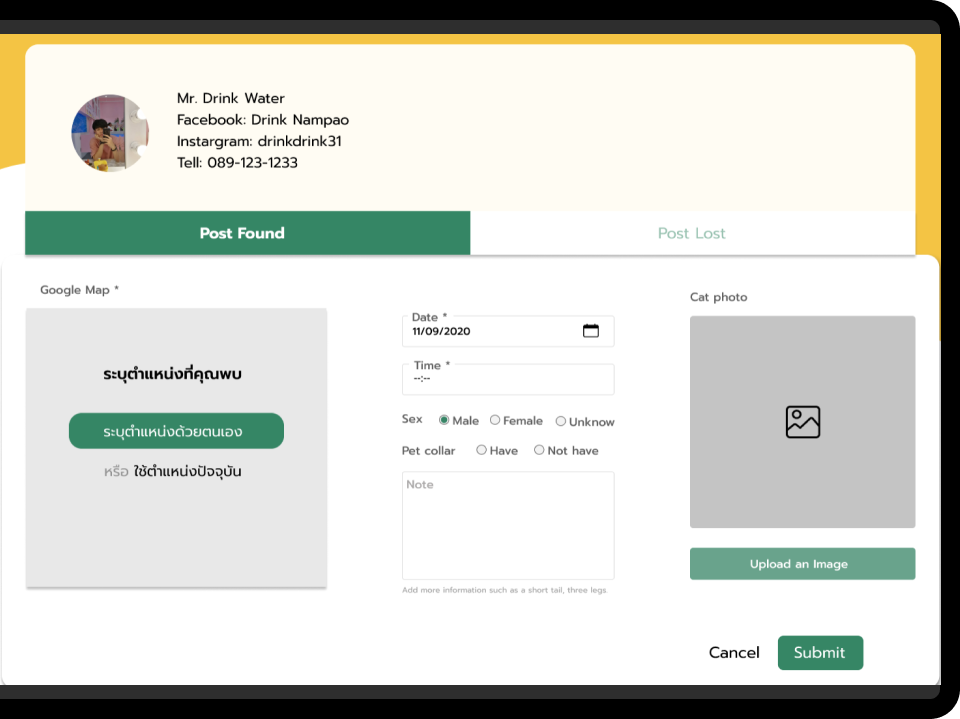 Mr. Drink Water
Facebook: Drink Nampao
Instargram: drinkdrink31
Tell: 089-123-1233
Post Found
Post Lost
Google Map *
ระบุตำแหน่งที่คุณพบ
ระบุตำแหน่งด้วยตนเอง
หรือ ใช้ตำแหน่งปัจจุบัน
Date *
11/09/2020
Time *
--:--
Sex Male Female Unknow
Pet collar Have Not have
Note
Add more information such as a short tail, three legs.
Cat photo
Upload an Image
Cancel
Submit